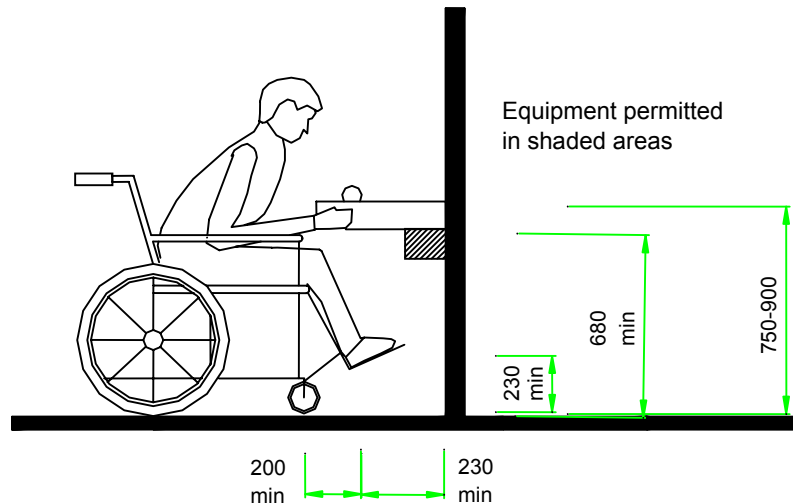 Equipment permitted
in shaded areas
750-900
680
min
230
min
200
min
230
min